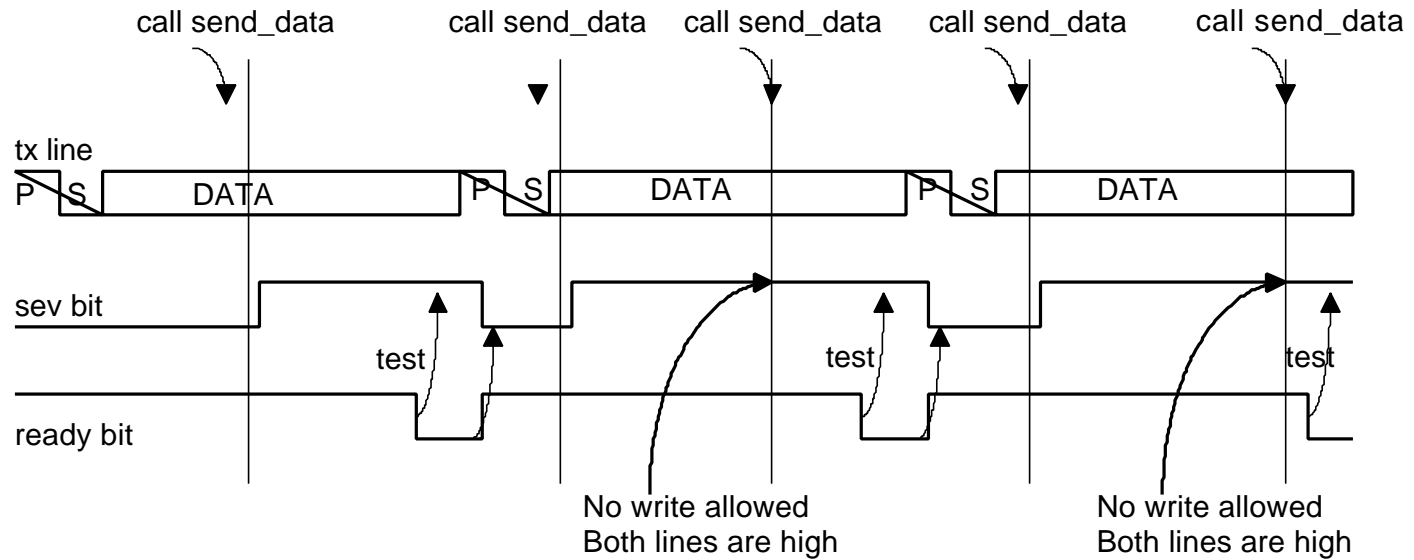 call send_data call send_data call send_data call send_data call send_data
tx line
P S DATA P S DATA P S DATA
sev bit
test test test
ready bit
No write allowed No write allowed
Both lines are high Both lines are high